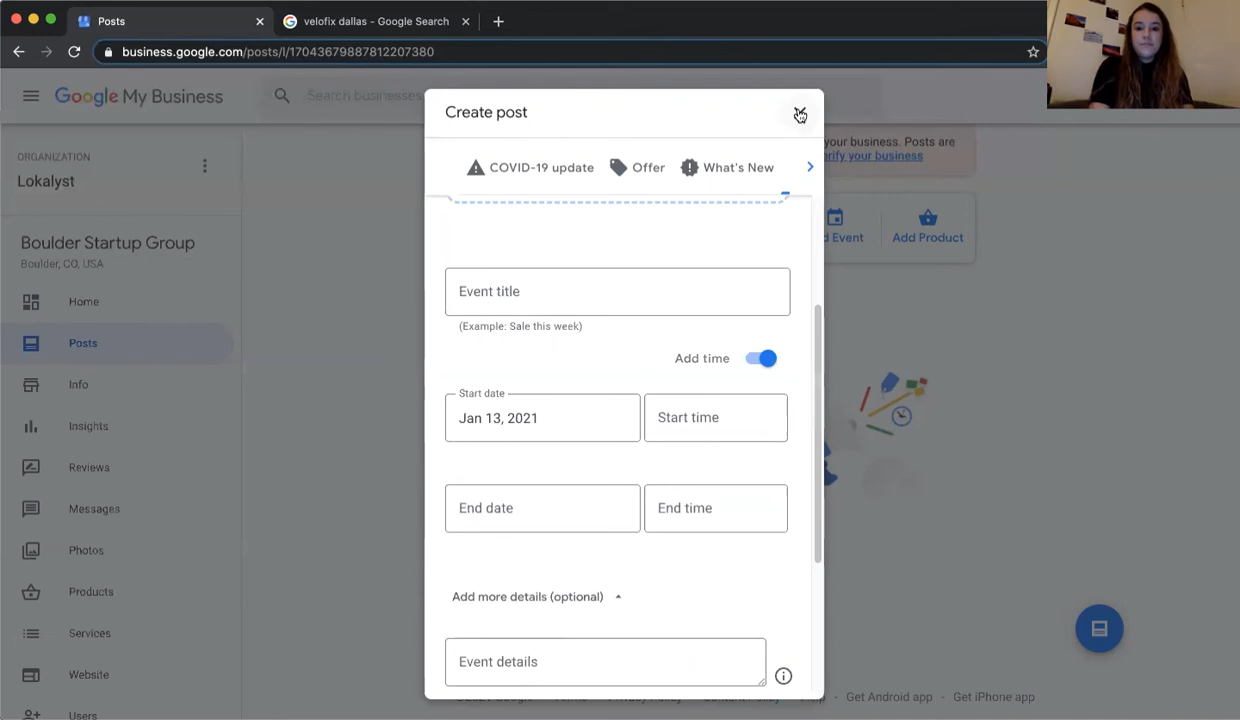 Posts
velofix dallas - Google Search
business.google.com/posts/l/17043679887812207380
Google My Business
Search businesses
ORGANIZATION
Lokalyst
Boulder Startup Group
Boulder, CO, USA
Home
Posts
Info
Insights
Reviews
Messages
Photos
Products
Services
Website
Users
Create post
COVID-19 update
Offer
What's New
Event title
(Example: Sale this week)
Add time
Start date
Jan 13, 2021
Start time
End date
End time
Add more details (optional)
Event details
your business. Posts are
erify your business
d Event
Add Product
Help - Get Android app - Get iPhone app